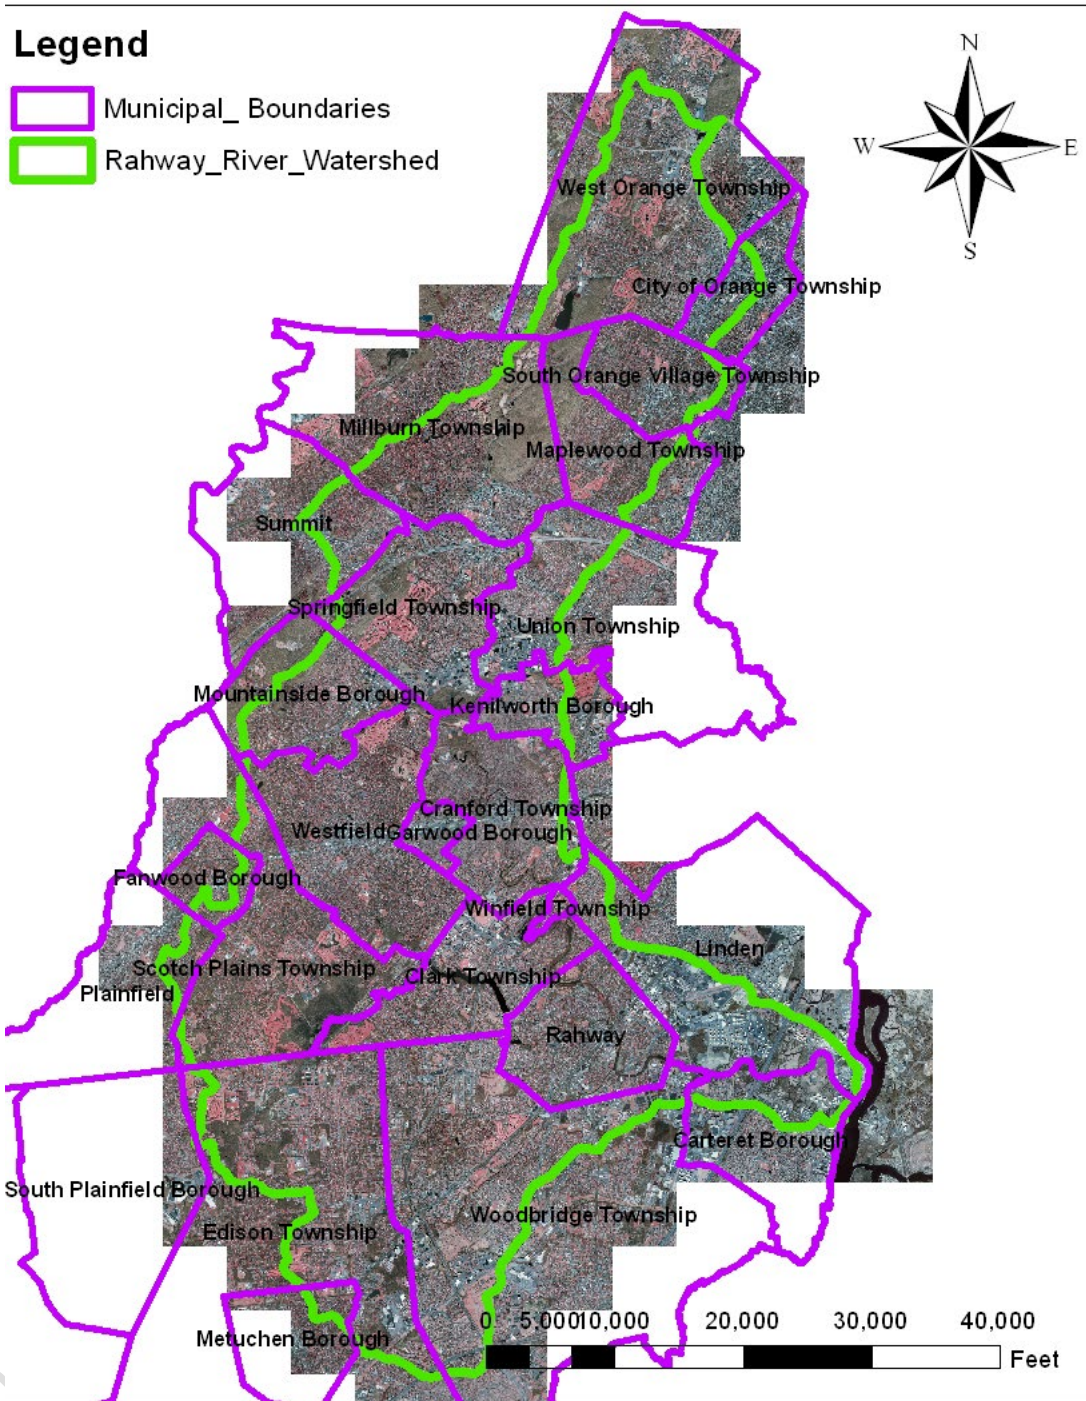 Legend
Municipal_ Boundaries
Rahway_River_Watershed
N
W
E
S
West Orange Township
City of Orange Township
South Orange Village Township
Millburn Township
Maplewood Township
Summit
Springfield Township
Union Township
Mountainside Borough
Kenilworth Borough
Cranford Township
Westfield
Garwood Borough
Fanwood Borough
Winfield Township
Linden
Scotch Plains Township
Clark Township
Plainfield
Rahway
Carteret Borough
South Plainfield Borough
Woodbridge Township
Edison Township
Metuchen Borough
0 5,000 10,000 20,000 30,000 40,000
Feet